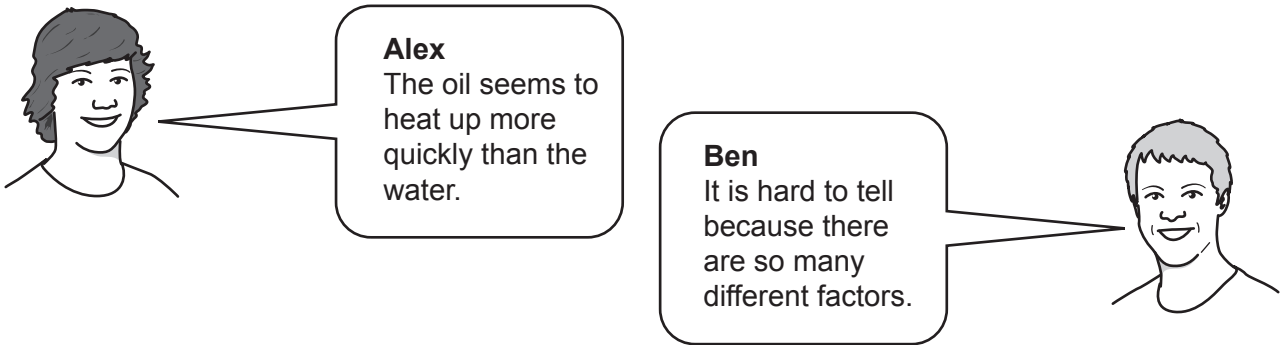 Alex
The oil seems to
heat up more
quickly than the
water.
Ben
It is hard to tell
because there
are so many
different factors.